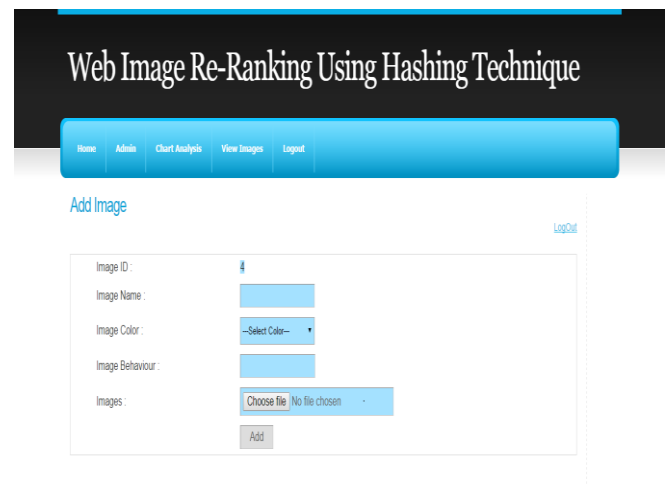 Web Image Re-Ranking Using Hashing Technique
Home Admin Chart Analysis View Images Logout
Add Image
LogOut
Image ID : 4
Image Name :
Image Color : ---Select Color---
Image Behaviour :
Images : Choose file No file chosen
Add